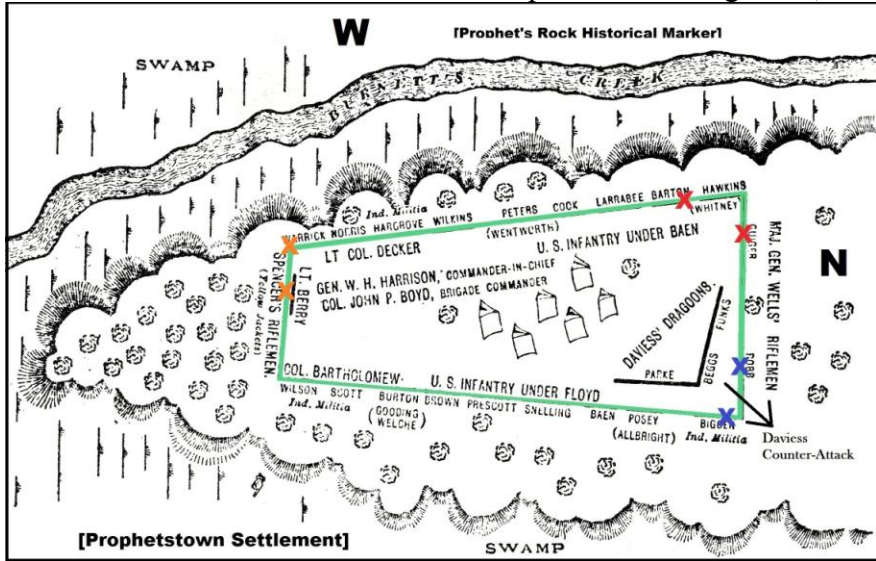 W
[Prophet's Rock Historical Marker]
SWAMP
BURNETTS CREEK
Ind. Militia
WARRICK NORRIS HARGROVE WILKINS PETERS COCK LARRABEE BARTON HAWKINS
(WENTWORTH)
(WHITNEY)
LT COL. DECKER
U.S. INFANTRY UNDER BAEN
GUIGER
MAJ. GEN. WELLS' RIFLEMEN
N
LT. BERRY
SPENCER'S RIFLEMEN.
(Yellow Jackets)
GEN. W. H. HARRISON, COMMANDER-IN-CHIEF
COL. JOHN P. BOYD, BRIGADE COMMANDER
DAVIESS' DRAGOONS.
FUNKS
BEGGS
PARKE
ROBB
COL. BARTHOLOMEW.
U.S. INFANTRY UNDER FLOYD
WILSON SCOTT BURTON BROWN PRESCOTT SNELLING BAEN POSEY BIGGER
Ind. Militia
(GOODING
WELCHE)
(ALLBRIGHT)
Ind. Militia
Daviess
Counter-Attack
[Prophetstown Settlement]
SWAMP